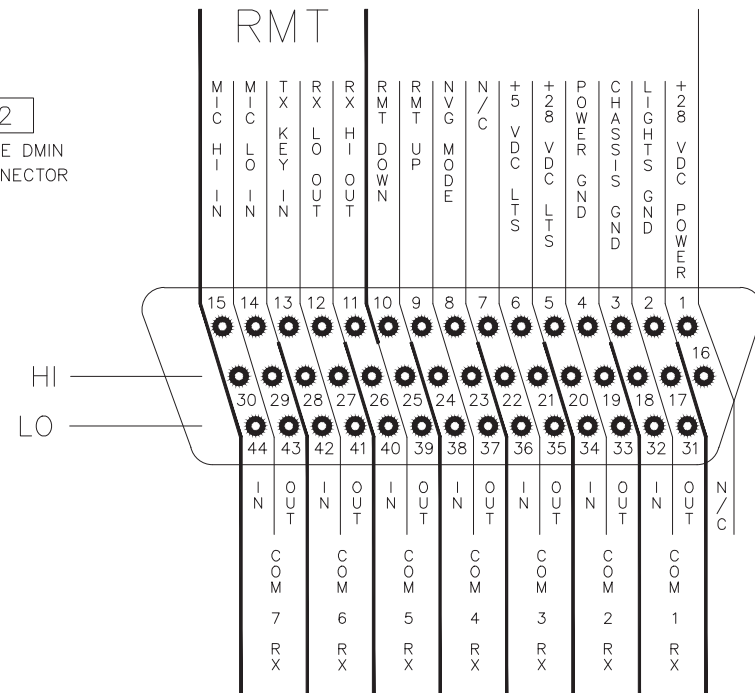 RMT
MIC HI IN
MIC LO IN
TX KEY IN
RX LO OUT
RX HI OUT
RMT DOWN
RMT UP
NVG MODE
N/C
+5 VDC LTS
+28 VDC LTS
POWER GND
CHASSIS GND
LIGHTS GND
+28 VDC POWER
2
E DMIN
NECTOR
15 14 13 12 11 10 9 8 7 6 5 4 3 2 1
16
HI
30 29 28 27 26 25 24 23 22 21 20 19 18 17
LO
44 43 42 41 40 39 38 37 36 35 34 33 32 31
IN OUT IN OUT IN OUT IN OUT IN OUT IN OUT IN OUT N/C
COM 7 RX
COM 6 RX
COM 5 RX
COM 4 RX
COM 3 RX
COM 2 RX
COM 1 RX